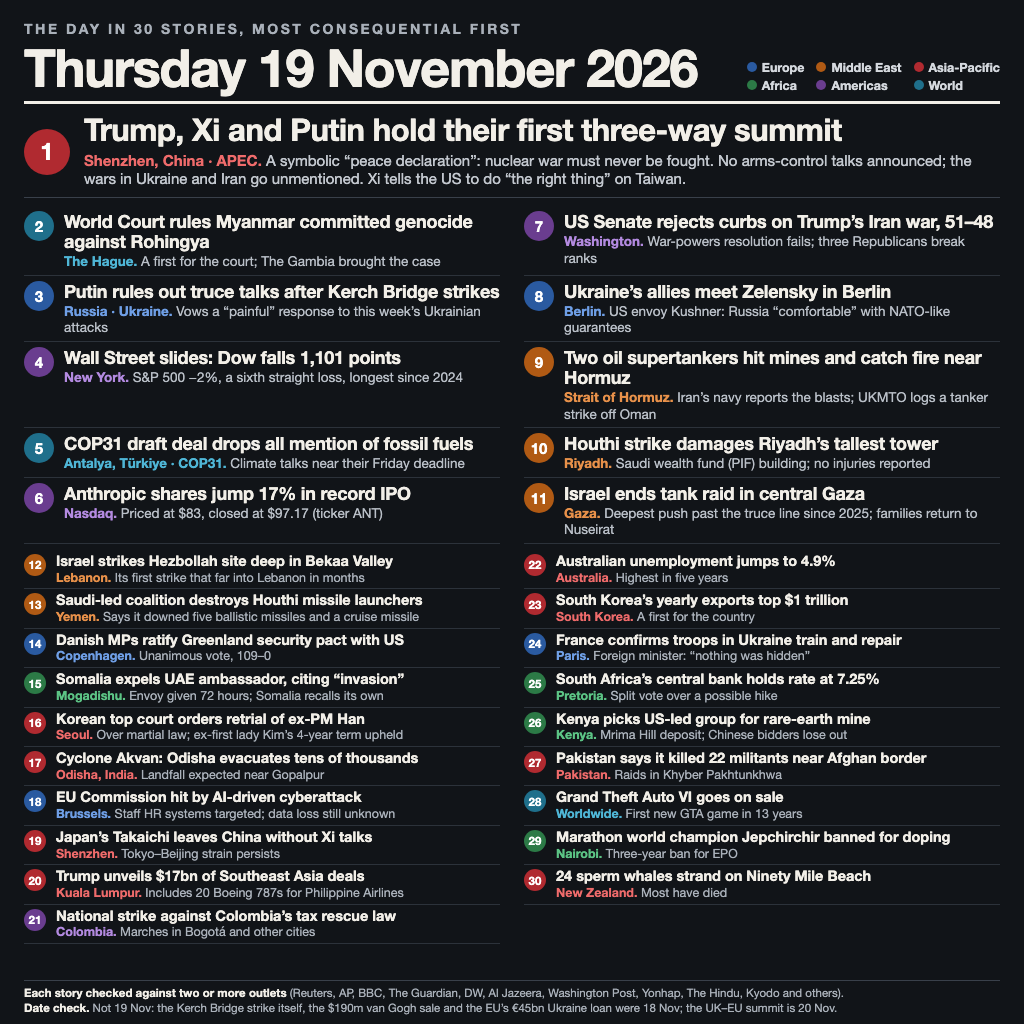 THE DAY IN 30 STORIES, MOST CONSEQUENTIAL FIRST
Thursday 19 November 2026
Europe
Middle East
Asia-Pacific
Africa
Americas
World
1
Trump, Xi and Putin hold their first three-way summit
Shenzhen, China · APEC. A symbolic “peace declaration”: nuclear war must never be fought. No arms-control talks announced; the
wars in Ukraine and Iran go unmentioned. Xi tells the US to do “the right thing” on Taiwan.
2
World Court rules Myanmar committed genocide
against Rohingya
The Hague. A first for the court; The Gambia brought the case
3
Putin rules out truce talks after Kerch Bridge strikes
Russia · Ukraine. Vows a “painful” response to this week’s Ukrainian
attacks
4
Wall Street slides: Dow falls 1,101 points
New York. S&P 500 −2%, a sixth straight loss, longest since 2024
5
COP31 draft deal drops all mention of fossil fuels
Antalya, Türkiye · COP31. Climate talks near their Friday deadline
6
Anthropic shares jump 17% in record IPO
Nasdaq. Priced at $83, closed at $97.17 (ticker ANT)
7
US Senate rejects curbs on Trump’s Iran war, 51–48
Washington. War-powers resolution fails; three Republicans break
ranks
8
Ukraine’s allies meet Zelensky in Berlin
Berlin. US envoy Kushner: Russia “comfortable” with NATO-like
guarantees
9
Two oil supertankers hit mines and catch fire near
Hormuz
Strait of Hormuz. Iran’s navy reports the blasts; UKMTO logs a tanker
strike off Oman
10
Houthi strike damages Riyadh’s tallest tower
Riyadh. Saudi wealth fund (PIF) building; no injuries reported
11
Israel ends tank raid in central Gaza
Gaza. Deepest push past the truce line since 2025; families return to
Nuseirat
12
Israel strikes Hezbollah site deep in Bekaa Valley
Lebanon. Its first strike that far into Lebanon in months
13
Saudi-led coalition destroys Houthi missile launchers
Yemen. Says it downed five ballistic missiles and a cruise missile
14
Danish MPs ratify Greenland security pact with US
Copenhagen. Unanimous vote, 109–0
15
Somalia expels UAE ambassador, citing “invasion”
Mogadishu. Envoy given 72 hours; Somalia recalls its own
16
Korean top court orders retrial of ex-PM Han
Seoul. Over martial law; ex-first lady Kim’s 4-year term upheld
17
Cyclone Akvan: Odisha evacuates tens of thousands
Odisha, India. Landfall expected near Gopalpur
18
EU Commission hit by AI-driven cyberattack
Brussels. Staff HR systems targeted; data loss still unknown
19
Japan’s Takaichi leaves China without Xi talks
Shenzhen. Tokyo–Beijing strain persists
20
Trump unveils $17bn of Southeast Asia deals
Kuala Lumpur. Includes 20 Boeing 787s for Philippine Airlines
21
National strike against Colombia’s tax rescue law
Colombia. Marches in Bogotá and other cities
22
Australian unemployment jumps to 4.9%
Australia. Highest in five years
23
South Korea’s yearly exports top $1 trillion
South Korea. A first for the country
24
France confirms troops in Ukraine train and repair
Paris. Foreign minister: “nothing was hidden”
25
South Africa’s central bank holds rate at 7.25%
Pretoria. Split vote over a possible hike
26
Kenya picks US-led group for rare-earth mine
Kenya. Mrima Hill deposit; Chinese bidders lose out
27
Pakistan says it killed 22 militants near Afghan border
Pakistan. Raids in Khyber Pakhtunkhwa
28
Grand Theft Auto VI goes on sale
Worldwide. First new GTA game in 13 years
29
Marathon world champion Jepchirchir banned for doping
Nairobi. Three-year ban for EPO
30
24 sperm whales strand on Ninety Mile Beach
New Zealand. Most have died
Each story checked against two or more outlets (Reuters, AP, BBC, The Guardian, DW, Al Jazeera, Washington Post, Yonhap, The Hindu, Kyodo and others).
Date check. Not 19 Nov: the Kerch Bridge strike itself, the $190m van Gogh sale and the EU’s €45bn Ukraine loan were 18 Nov; the UK–EU summit is 20 Nov.